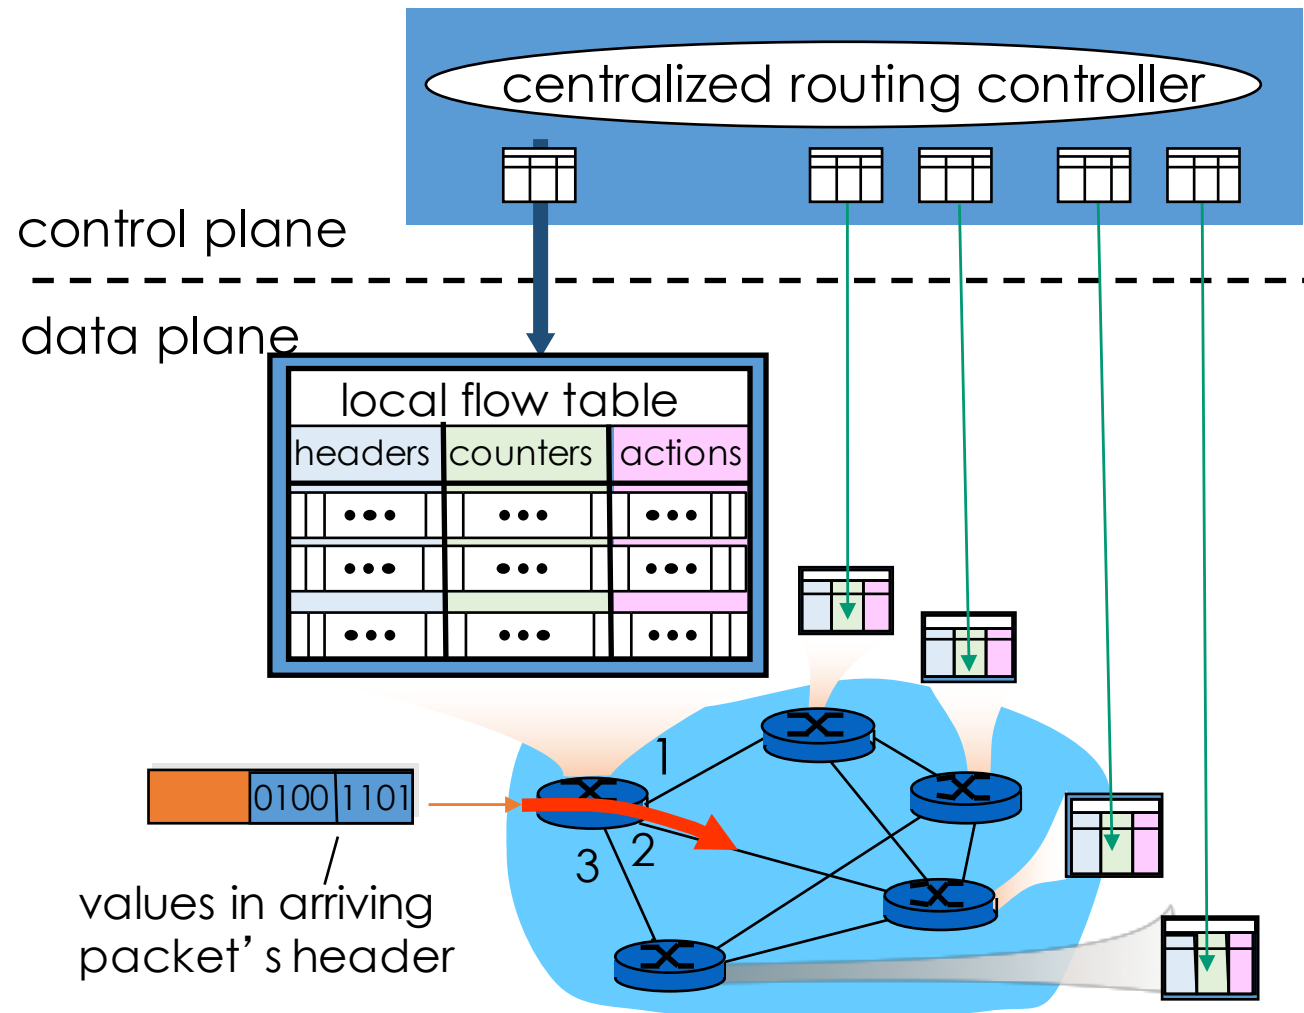 centralized routing controller
control plane
data plane
local flow table
headers counters actions
1
0100 1101
3 2
values in arriving
packet’s header